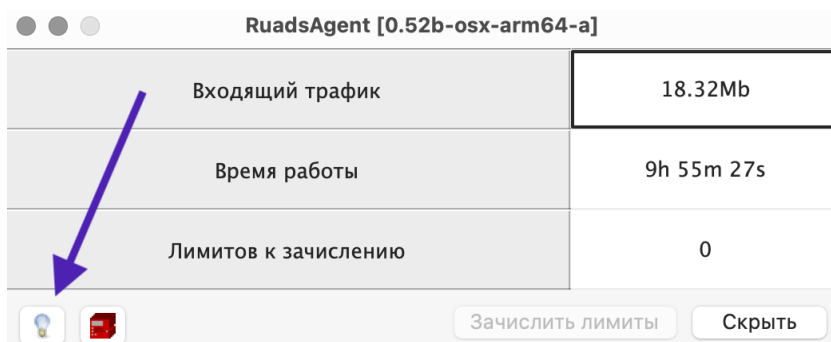 RuadsAgent [0.52b-osx-arm64-a]
Входящий трафик 18.32Mb
Время работы 9h 55m 27s
Лимитов к зачислению 0
Зачислить лимиты Скрыть